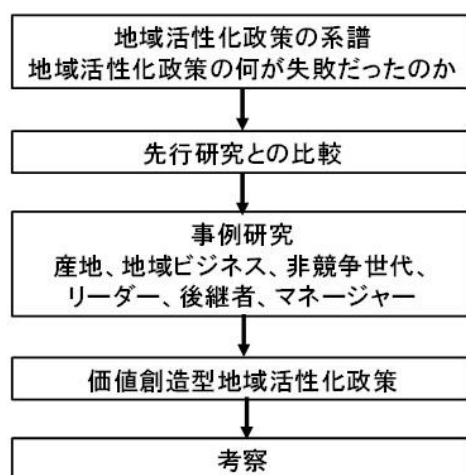 地域活性化政策の系譜
地域活性化政策の何が失敗だったのか
先行研究との比較
事例研究
産地、地域ビジネス、非競争世代、
リーダー、後継者、マネージャー
価値創造型地域活性化政策
考察